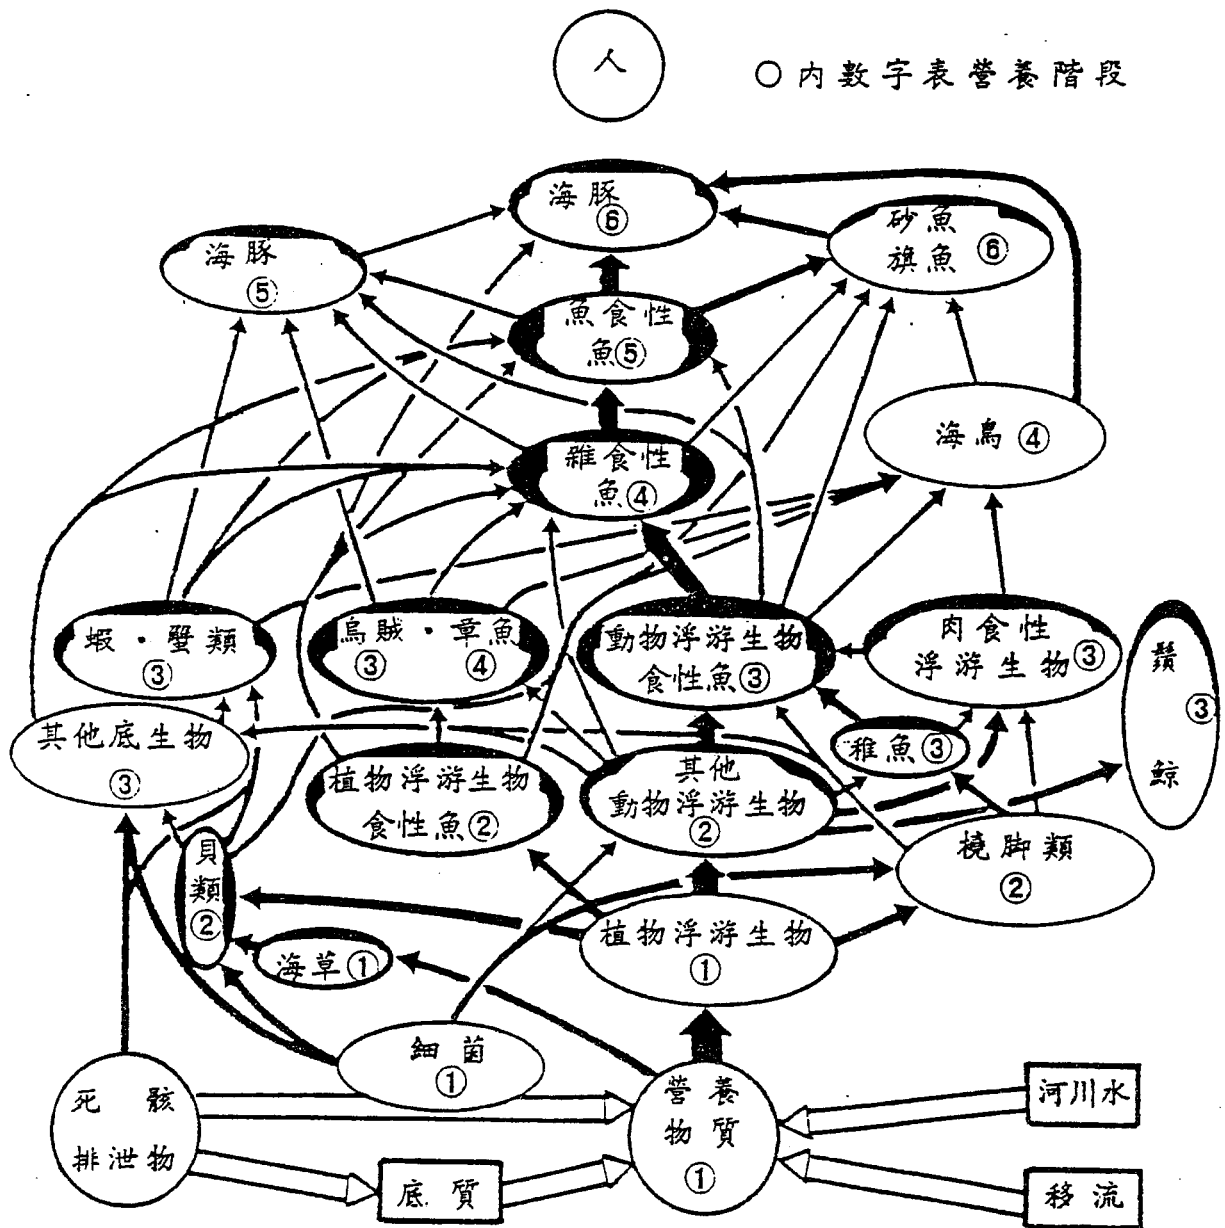 人
○内數字表營養階段
海豚
⑥
砂魚
旗魚 ⑥
海豚
⑤
魚食性
魚⑤
海鳥 ④
雜食性
魚④
蝦・蟹類
③
烏賊・章魚
③ ④
動物浮游生物
食性魚③
肉食性
浮游生物③
鬚
③
鯨
其他底生物
③
稚魚③
植物浮游生物
食性魚②
其他
動物浮游生物
②
橈脚類
②
貝
類
②
植物浮游生物
①
海草①
細菌
①
死骸
排泄物
營養
物質
①
河川水
底質
移流